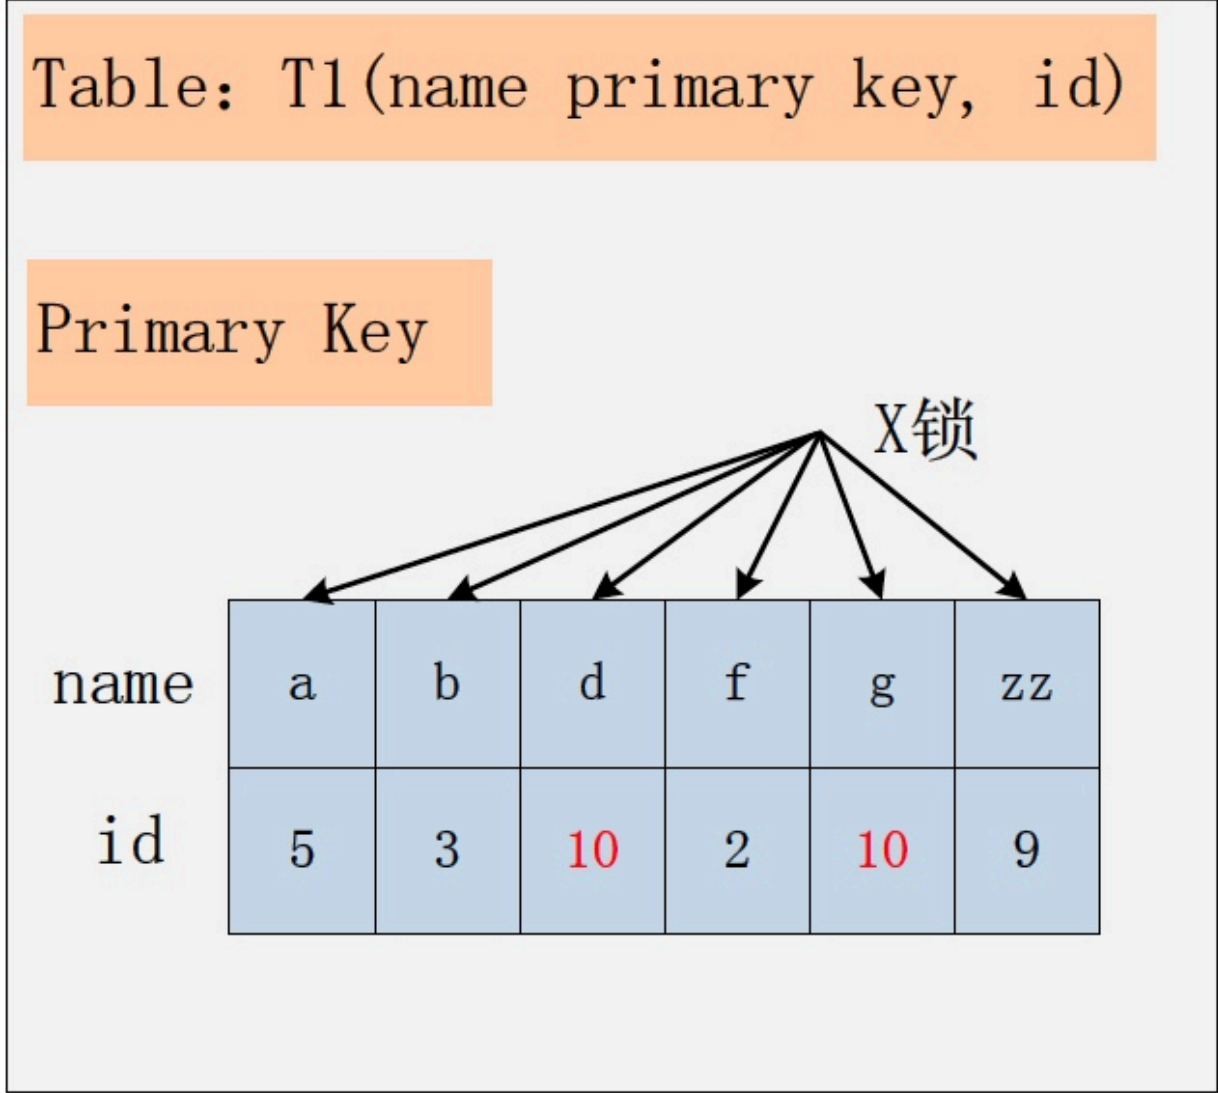 Table：T1(name primary key, id)
Primary Key
X锁
name a b d f g zz
id 5 3 10 2 10 9